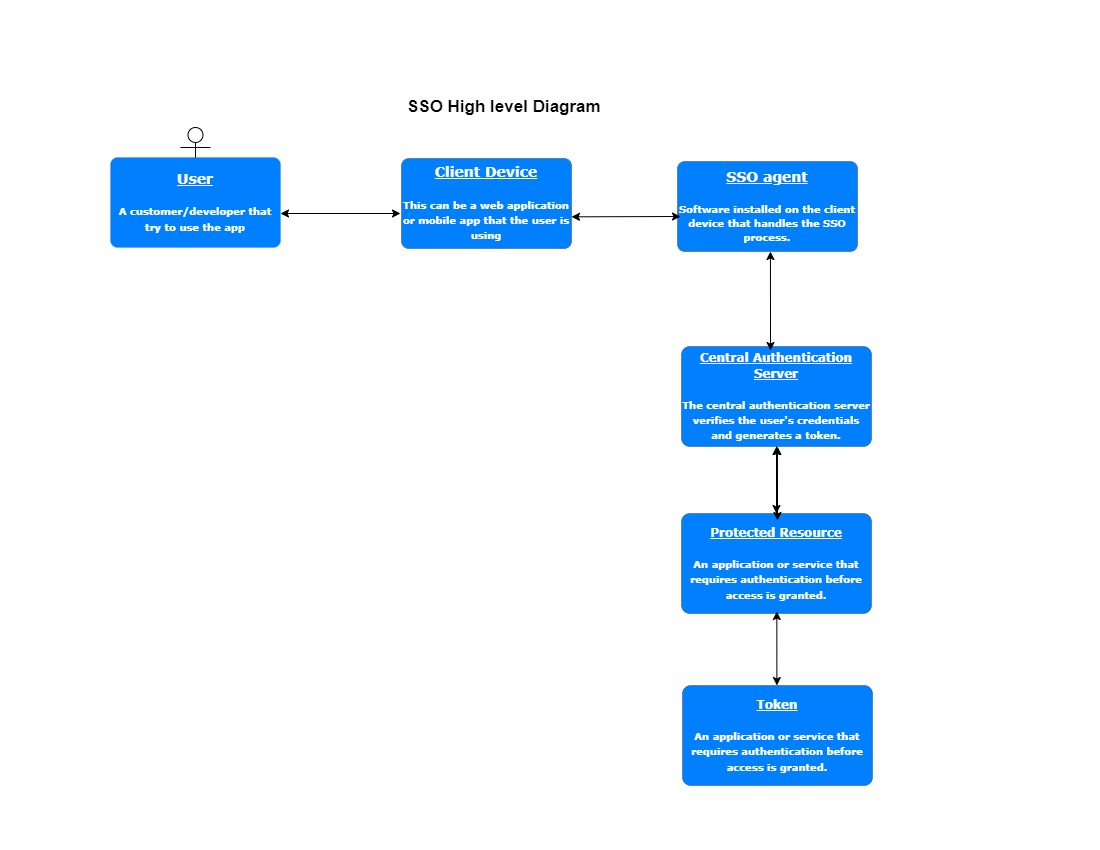 SSO High level Diagram
User
A customer/developer that
try to use the app
Client Device
This can be a web application
or mobile app that the user is
using
SSO agent
Software installed on the client
device that handles the SSO
process.
Central Authentication
Server
The central authentication server
verifies the user's credentials
and generates a token.
Protected Resource
An application or service that
requires authentication before
access is granted.
Token
An application or service that
requires authentication before
access is granted.